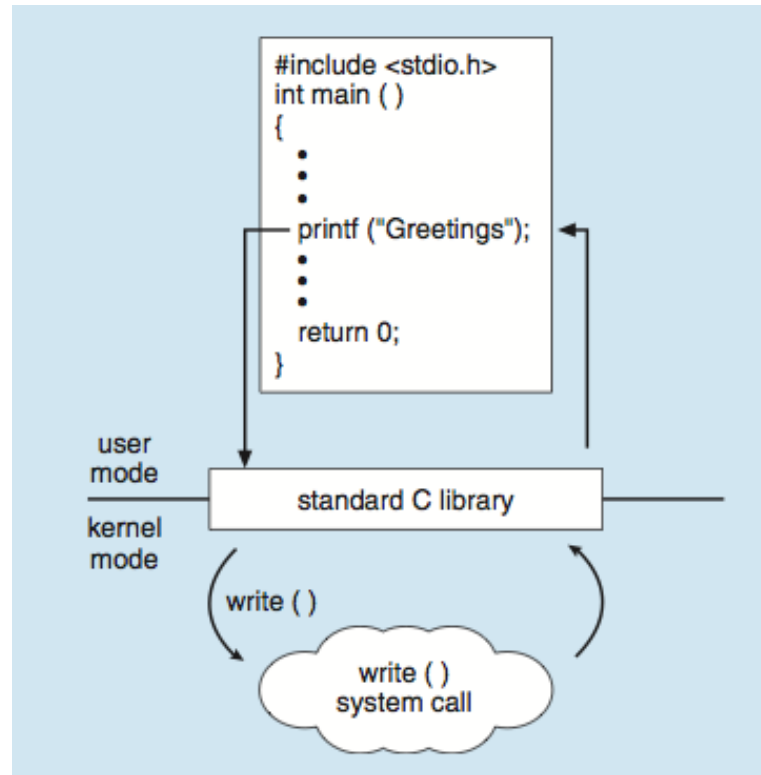 #include <stdio.h>
int main ( )
{
•
•
•
printf ("Greetings");
•
•
•
return 0;
}
user
mode
standard C library
kernel
mode
write ( )
write ( )
system call